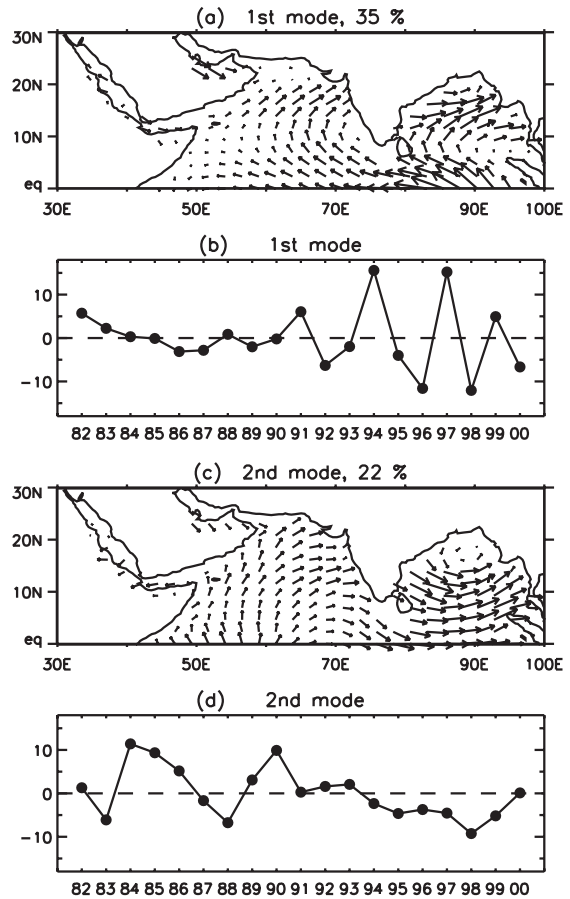 (a) 1st mode, 35 %
30N
20N
10N
eq
30E 50E 70E 90E 100E
(b) 1st mode
10
0
−10
82 83 84 85 86 87 88 89 90 91 92 93 94 95 96 97 98 99 00
(c) 2nd mode, 22 %
30N
20N
10N
eq
30E 50E 70E 90E 100E
(d) 2nd mode
10
0
−10
82 83 84 85 86 87 88 89 90 91 92 93 94 95 96 97 98 99 00